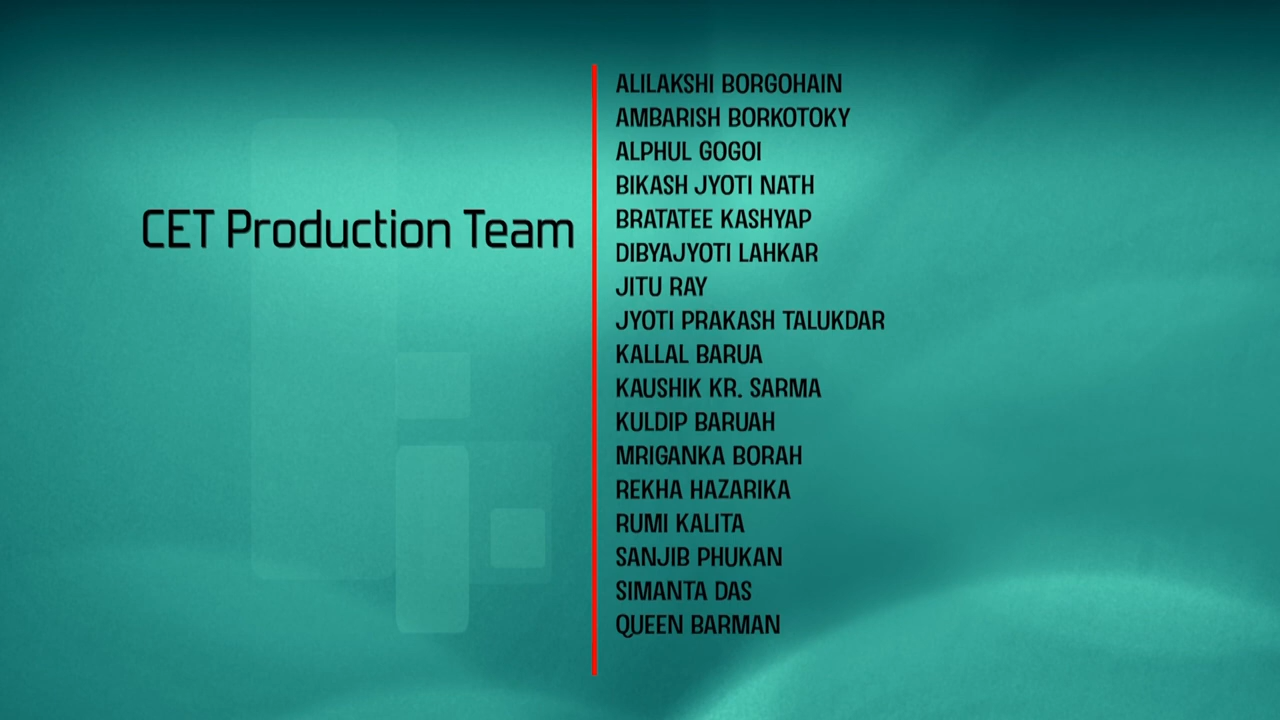 CET Production Team
ALILAKSHI BORGOHAIN
AMBARISH BORKOTOKY
ALPHUL GOGOI
BIKASH JYOTI NATH
BRATATEE KASHYAP
DIBYAJYOTI LAHKAR
JITU RAY
JYOTI PRAKASH TALUKDAR
KALLAL BARUA
KAUSHIK KR. SARMA
KULDIP BARUAH
MRIGANKA BORAH
REKHA HAZARIKA
RUMI KALITA
SANJIB PHUKAN
SIMANTA DAS
QUEEN BARMAN